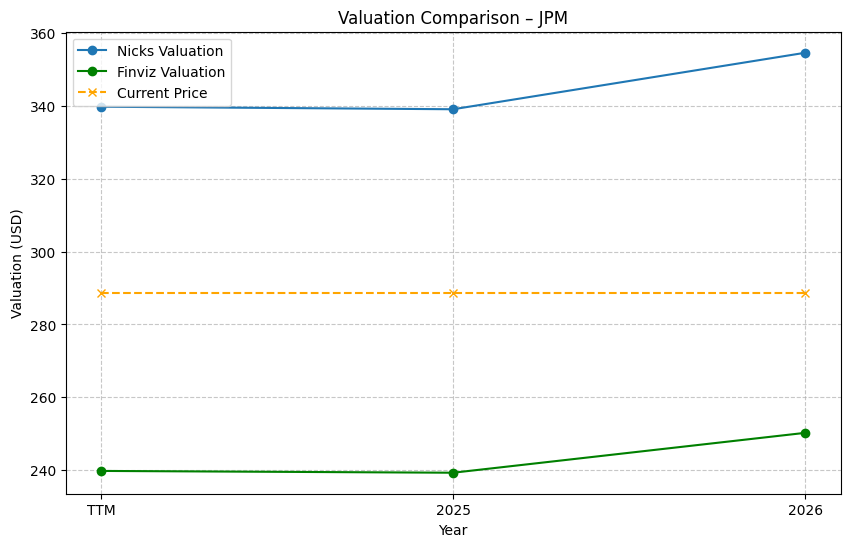 Valuation Comparison – JPM
Nicks Valuation
Finviz Valuation
Current Price
Valuation (USD)
360
340
320
300
280
260
240
TTM
2025
2026
Year